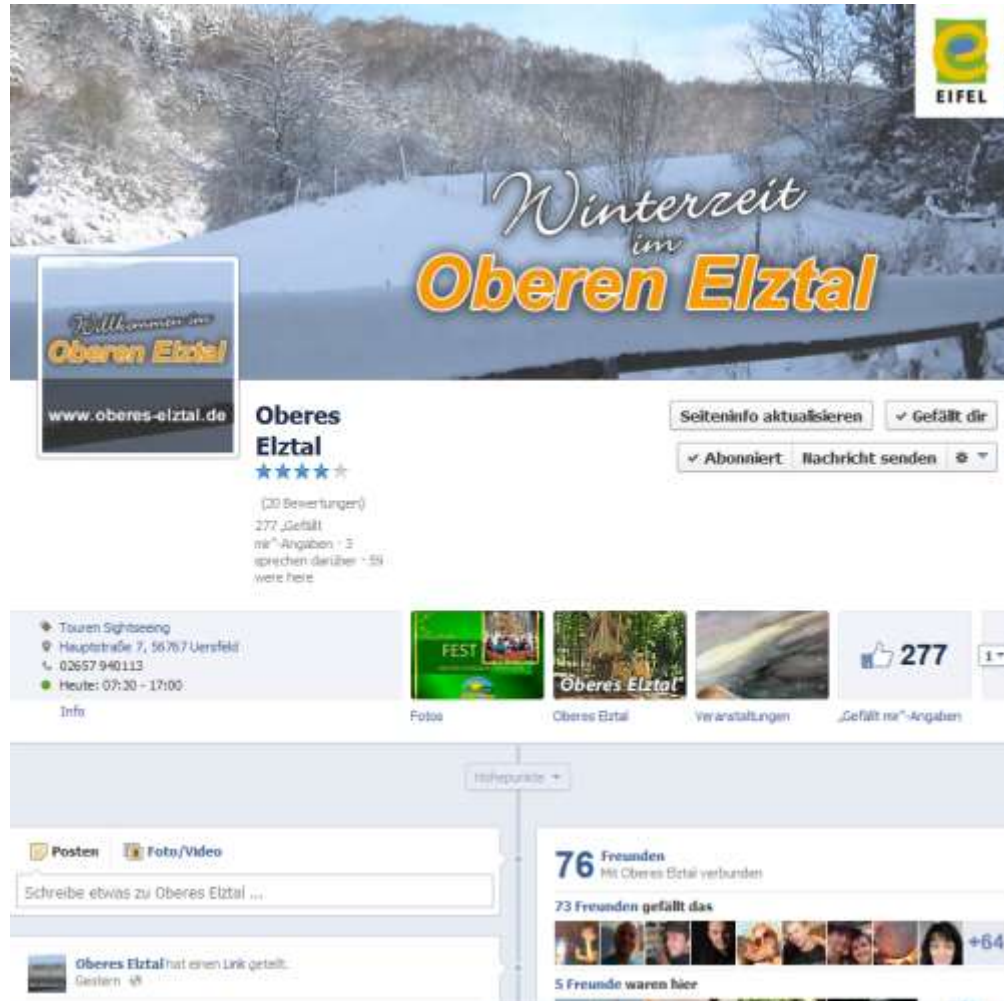 EIFEL
Winterzeit
im
Oberen Elztal
Willkommen im
Oberen Elztal
www.oberes-elztal.de
Oberes
Elztal
(20 Bewertungen)
277 „Gefällt
mir"-Angaben · 3
sprechen darüber · 59
were here
Seiteninfo aktualisieren
✓ Gefällt dir
✓ Abonniert
Nachricht senden
Touren Sightseeing
Hauptstraße 7, 56767 Uersfeld
02657 940113
Heute: 07:30 - 17:00
Info
FEST
Fotos
Oberes Elztal
Oberes Elztal
Veranstaltungen
277
„Gefällt mir"-Angaben
1
Höhepunkte
Posten
Foto/Video
Schreibe etwas zu Oberes Elztal ...
Oberes Elztal hat einen Link geteilt.
Gestern
76 Freunden
Mit Oberes Elztal verbunden
73 Freunden gefällt das
+64
5 Freunde waren hier